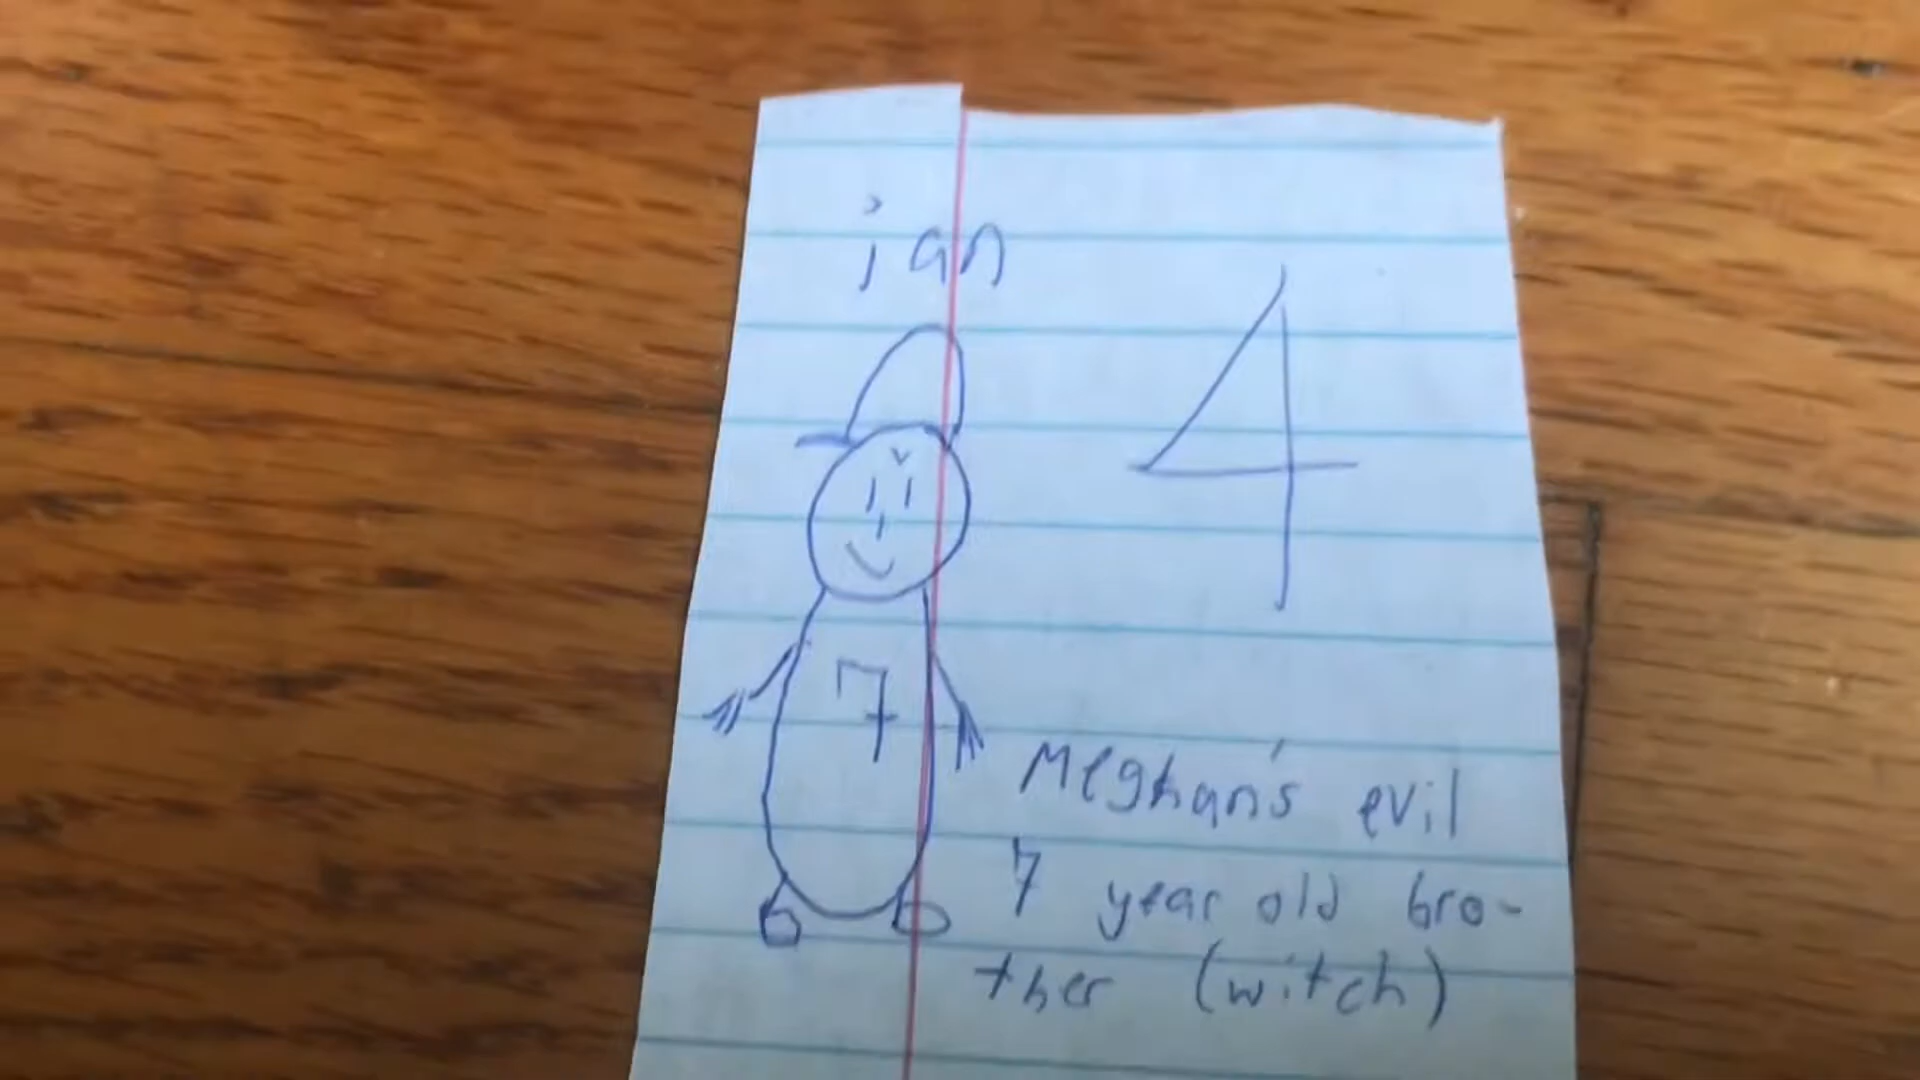 ian
4
7
Meghan's evil
7 year old bro-
ther (witch)